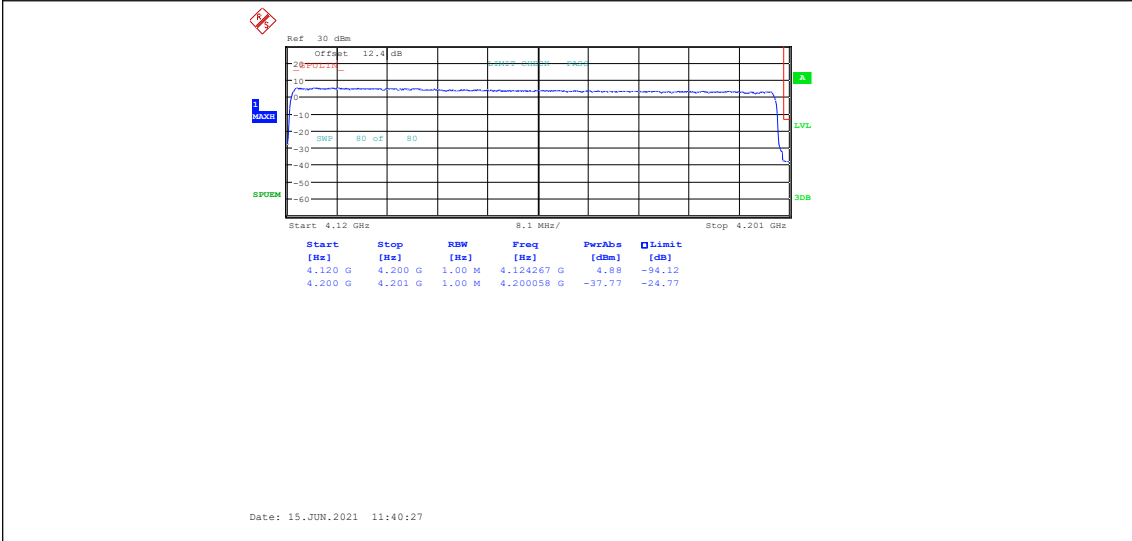 R S
Ref 30 dBm
Offset 12.4 dB
20
_SPULIN_
LIMIT CHECK PASS
10
A
0
1
MAXH
-10
LVL
-20
SWP 80 of 80
-30
-40
-50
SPUEM
-60
3DB
Start 4.12 GHz 8.1 MHz/ Stop 4.201 GHz
Start Stop RBW Freq PwrAbs Limit
[Hz] [Hz] [Hz] [Hz] [dBm] [dB]
4.120 G 4.200 G 1.00 M 4.124267 G 4.88 -94.12
4.200 G 4.201 G 1.00 M 4.200058 G -37.77 -24.77
Date: 15.JUN.2021 11:40:27